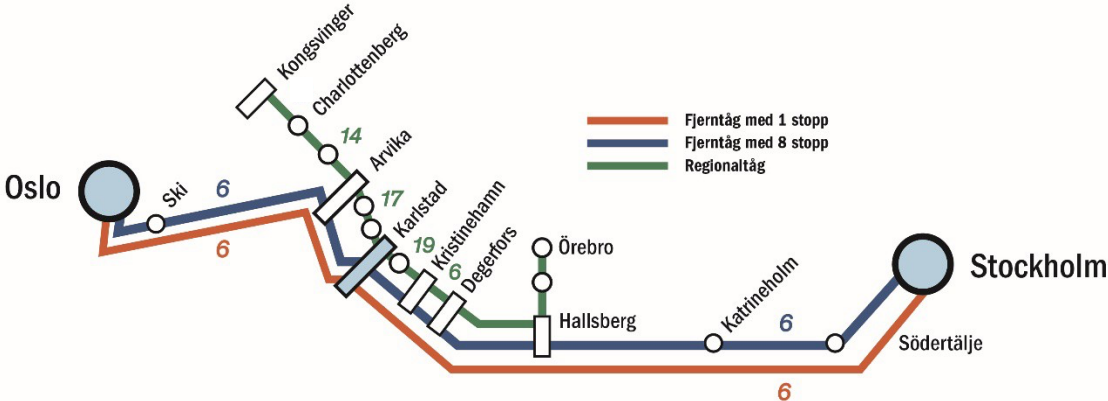 Kongsvinger
Charlottenberg
14
Arvika
Fjerntåg med 1 stopp
Fjerntåg med 8 stopp
Regionaltåg
Oslo
Ski
6
6
17
Karlstad
19
Kristinehamn
6
Degerfors
Örebro
Hallsberg
Katrineholm
6
6
Södertälje
Stockholm